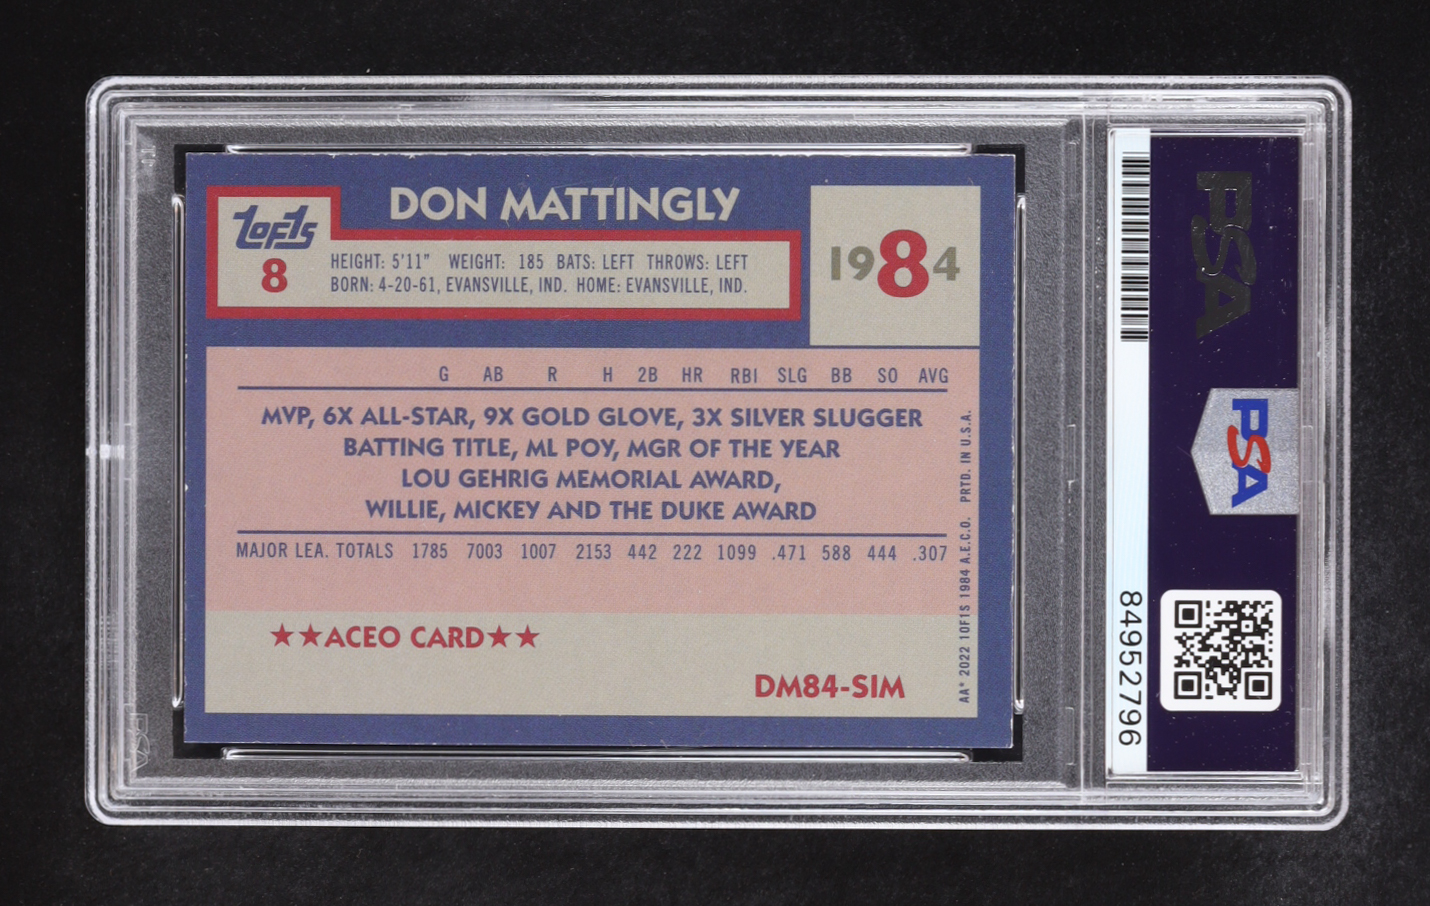 DON MATTINGLY
1of1s
8
HEIGHT: 5'11" WEIGHT: 185 BATS: LEFT THROWS: LEFT
BORN: 4-20-61, EVANSVILLE, IND. HOME: EVANSVILLE, IND.
1984
G AB R H 2B HR RBI SLG BB SO AVG
MVP, 6X ALL-STAR, 9X GOLD GLOVE, 3X SILVER SLUGGER
BATTING TITLE, ML POY, MGR OF THE YEAR
LOU GEHRIG MEMORIAL AWARD,
WILLIE, MICKEY AND THE DUKE AWARD
MAJOR LEA. TOTALS 1785 7003 1007 2153 442 222 1099 .471 588 444 .307
★★ACEO CARD★★
DM84-SIM
AA* 2022 1OF1S 1984 A.E.C.O. PRTD. IN U.S.A.
PSA
PSA
84952796